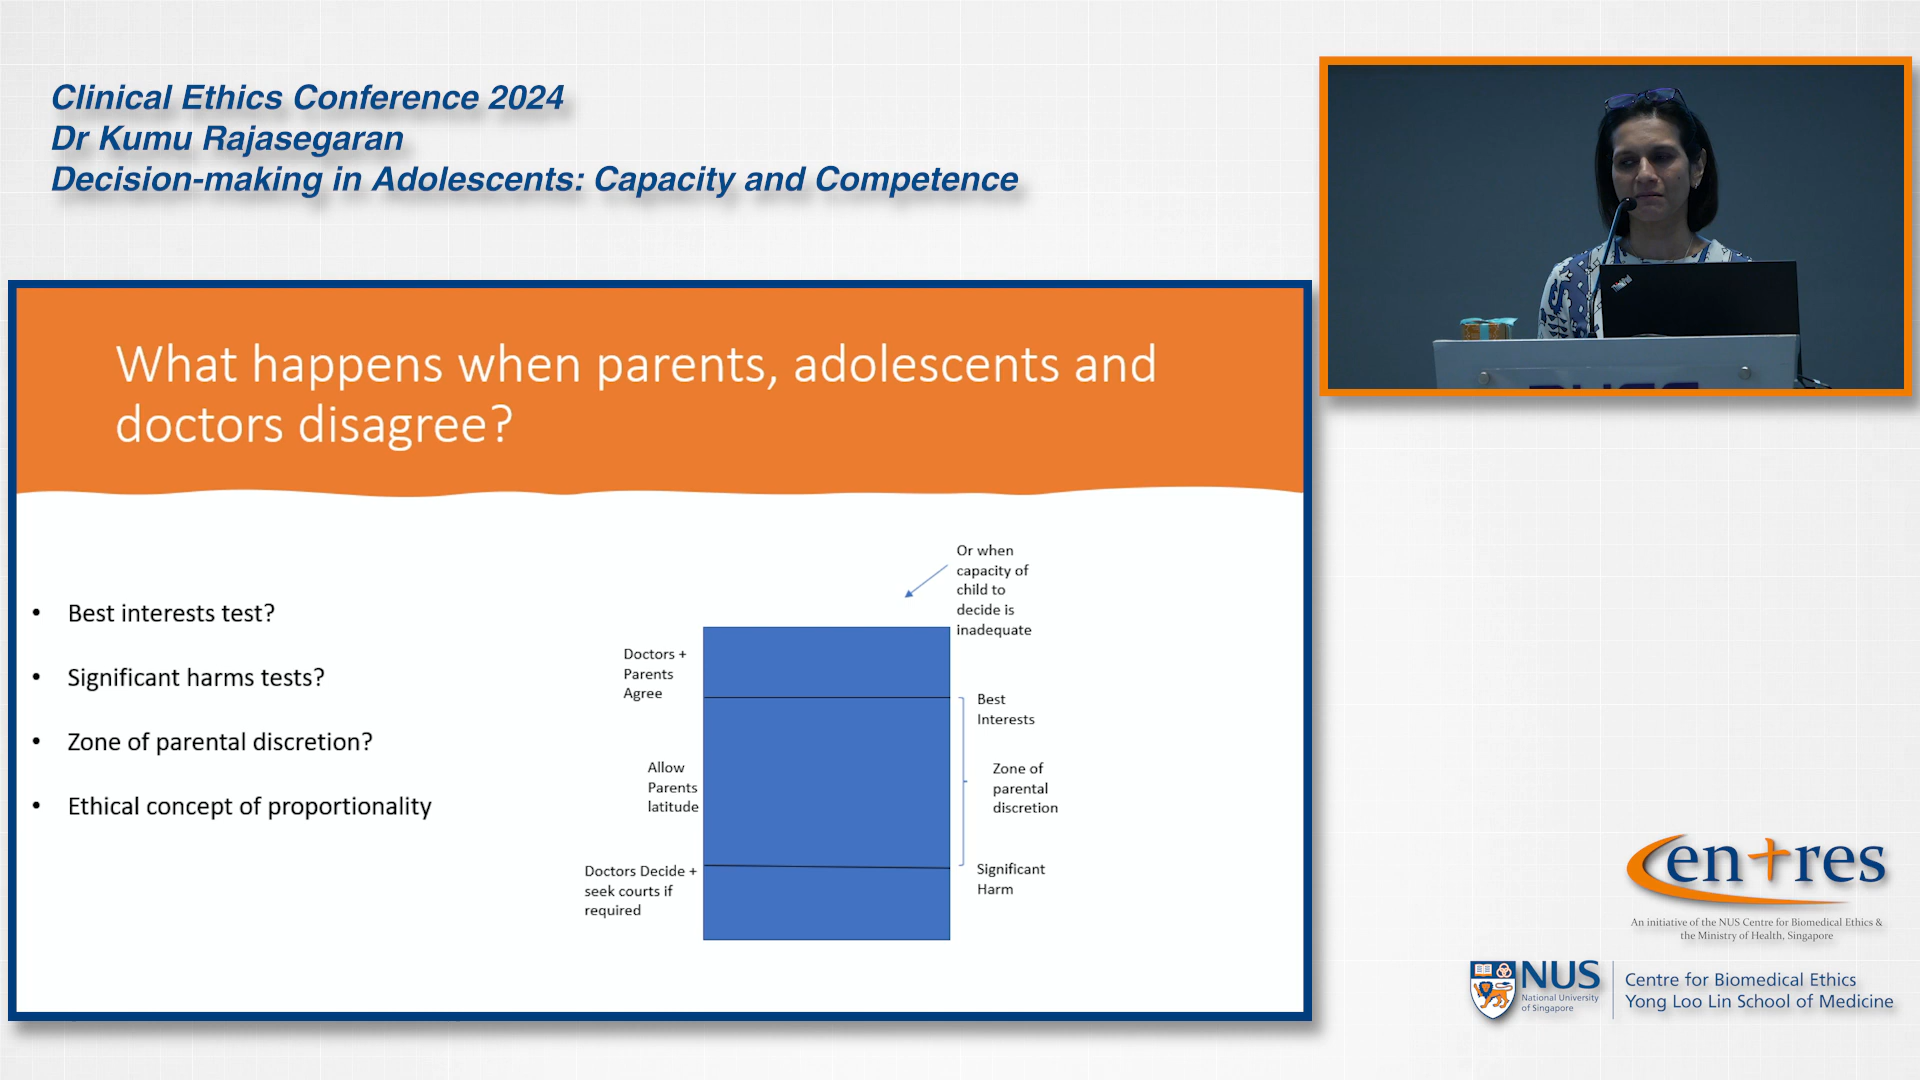 Clinical Ethics Conference 2024
Dr Kumu Rajasegaran
Decision-making in Adolescents: Capacity and Competence
What happens when parents, adolescents and
doctors disagree?
• Best interests test?
• Significant harms tests?
• Zone of parental discretion?
• Ethical concept of proportionality
Or when
capacity of
child to
decide is
inadequate
Doctors +
Parents
Agree
Best
Interests
Allow
Parents
latitude
Zone of
parental
discretion
Doctors Decide +
seek courts if
required
Significant
Harm
ThinkPad
Centres
An initiative of the NUS Centre for Biomedical Ethics &
the Ministry of Health, Singapore
NUS
National University
of Singapore
Centre for Biomedical Ethics
Yong Loo Lin School of Medicine